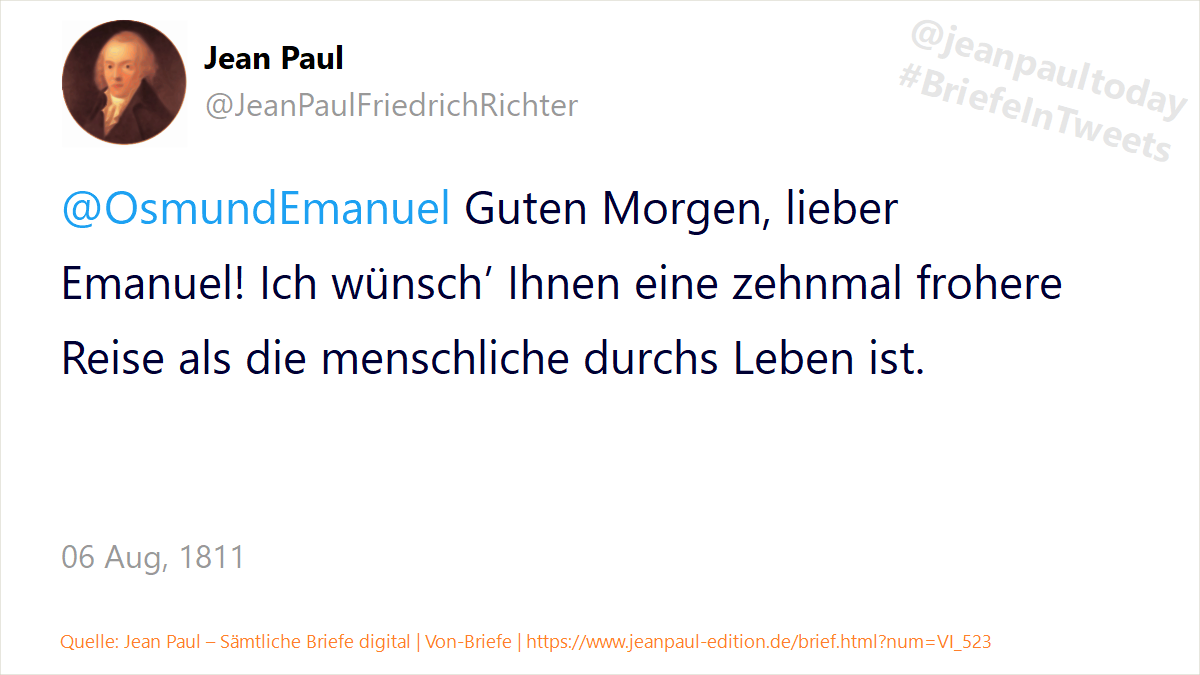 Jean Paul
@JeanPaulFriedrichRichter
@jeanpaultoday
#BriefeInTweets
@OsmundEmanuel Guten Morgen, lieber
Emanuel! Ich wünsch’ Ihnen eine zehnmal frohere
Reise als die menschliche durchs Leben ist.
06 Aug, 1811
Quelle: Jean Paul – Sämtliche Briefe digital | Von-Briefe | https://www.jeanpaul-edition.de/brief.html?num=VI_523